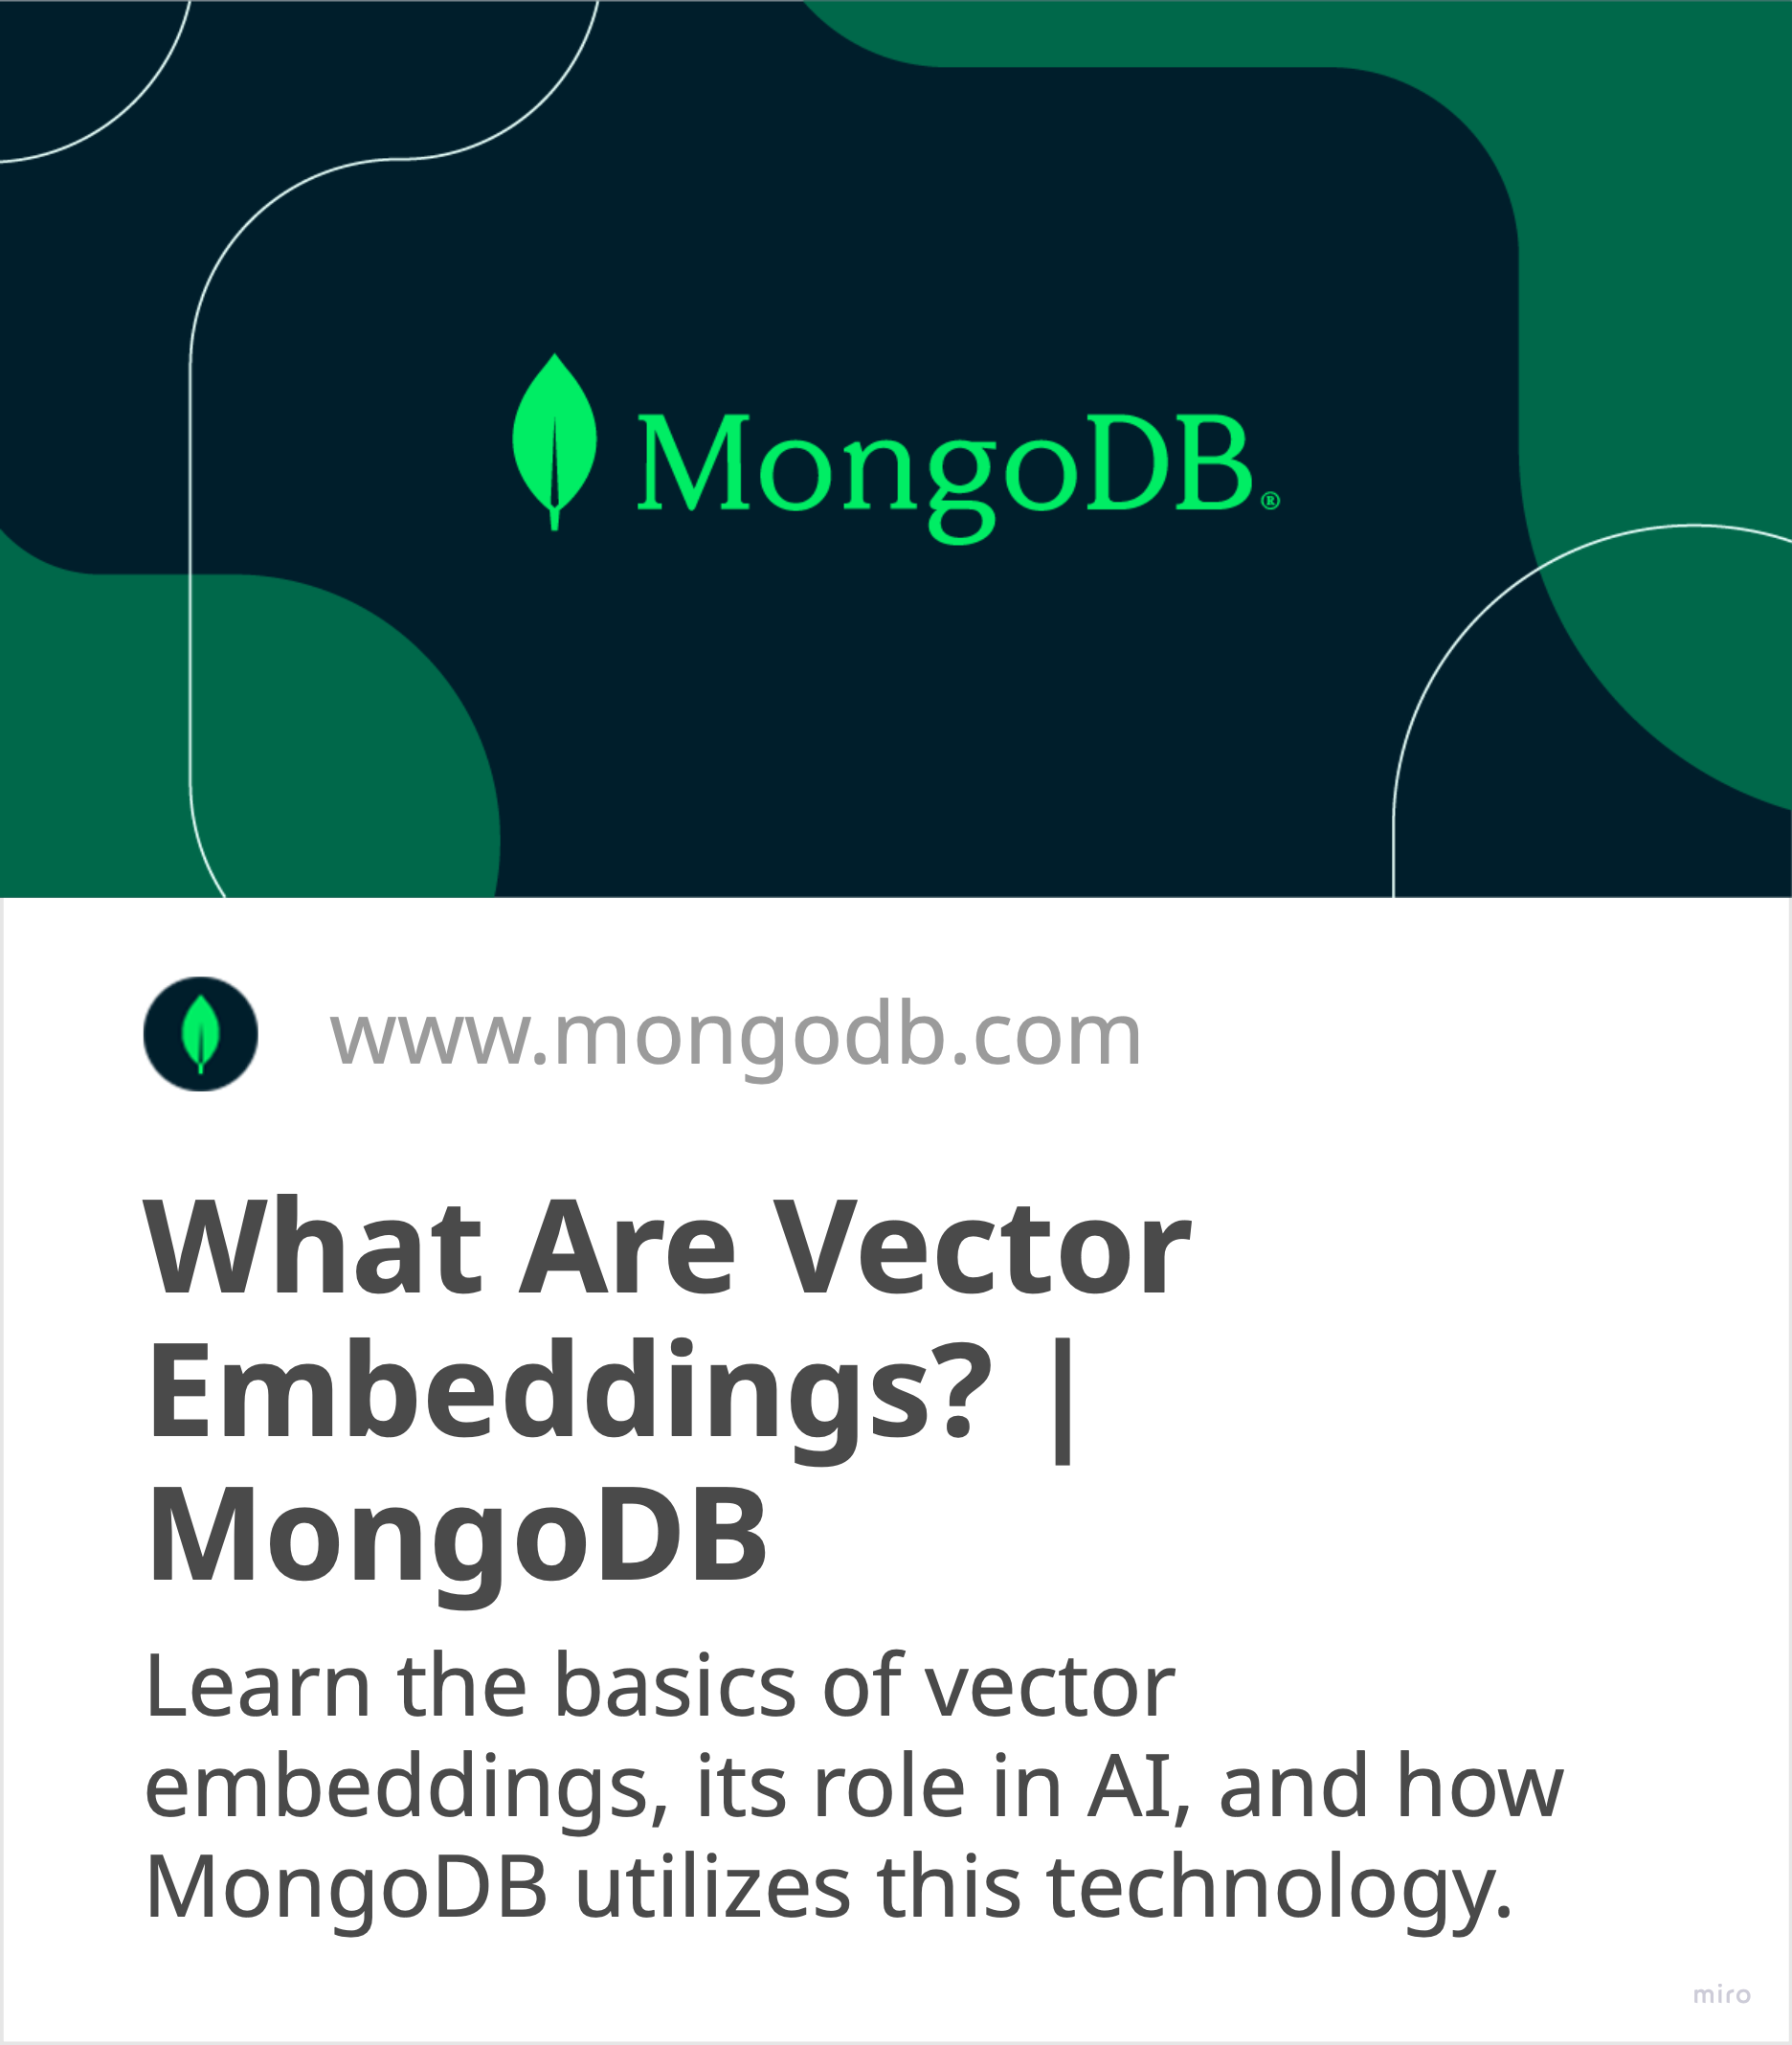 MongoDB®
www.mongodb.com
What Are Vector
Embeddings? |
MongoDB
Learn the basics of vector
embeddings, its role in AI, and how
MongoDB utilizes this technology.
miro